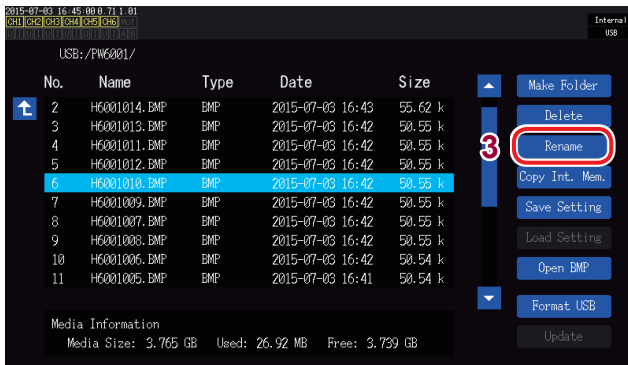 2015-07-03 16:45:00 0.71 1.01
CH1 CH2 CH3 CH4 CH5 CH6 Mot
U I U I U I U I U I U I A B
Internal
USB
USB:/PW6001/
No. Name Type Date Size
2 H6001014.BMP BMP 2015-07-03 16:43 55.62 k
3 H6001013.BMP BMP 2015-07-03 16:42 50.55 k
4 H6001011.BMP BMP 2015-07-03 16:42 50.55 k
5 H6001012.BMP BMP 2015-07-03 16:42 50.55 k
6 H6001010.BMP BMP 2015-07-03 16:42 50.55 k
7 H6001009.BMP BMP 2015-07-03 16:42 50.55 k
8 H6001007.BMP BMP 2015-07-03 16:42 50.55 k
9 H6001008.BMP BMP 2015-07-03 16:42 50.55 k
10 H6001006.BMP BMP 2015-07-03 16:42 50.54 k
11 H6001005.BMP BMP 2015-07-03 16:41 50.54 k
Make Folder
Delete
3 Rename
Copy Int. Mem.
Save Setting
Load Setting
Open BMP
Format USB
Update
Media Information
Media Size: 3.765 GB Used: 26.92 MB Free: 3.739 GB